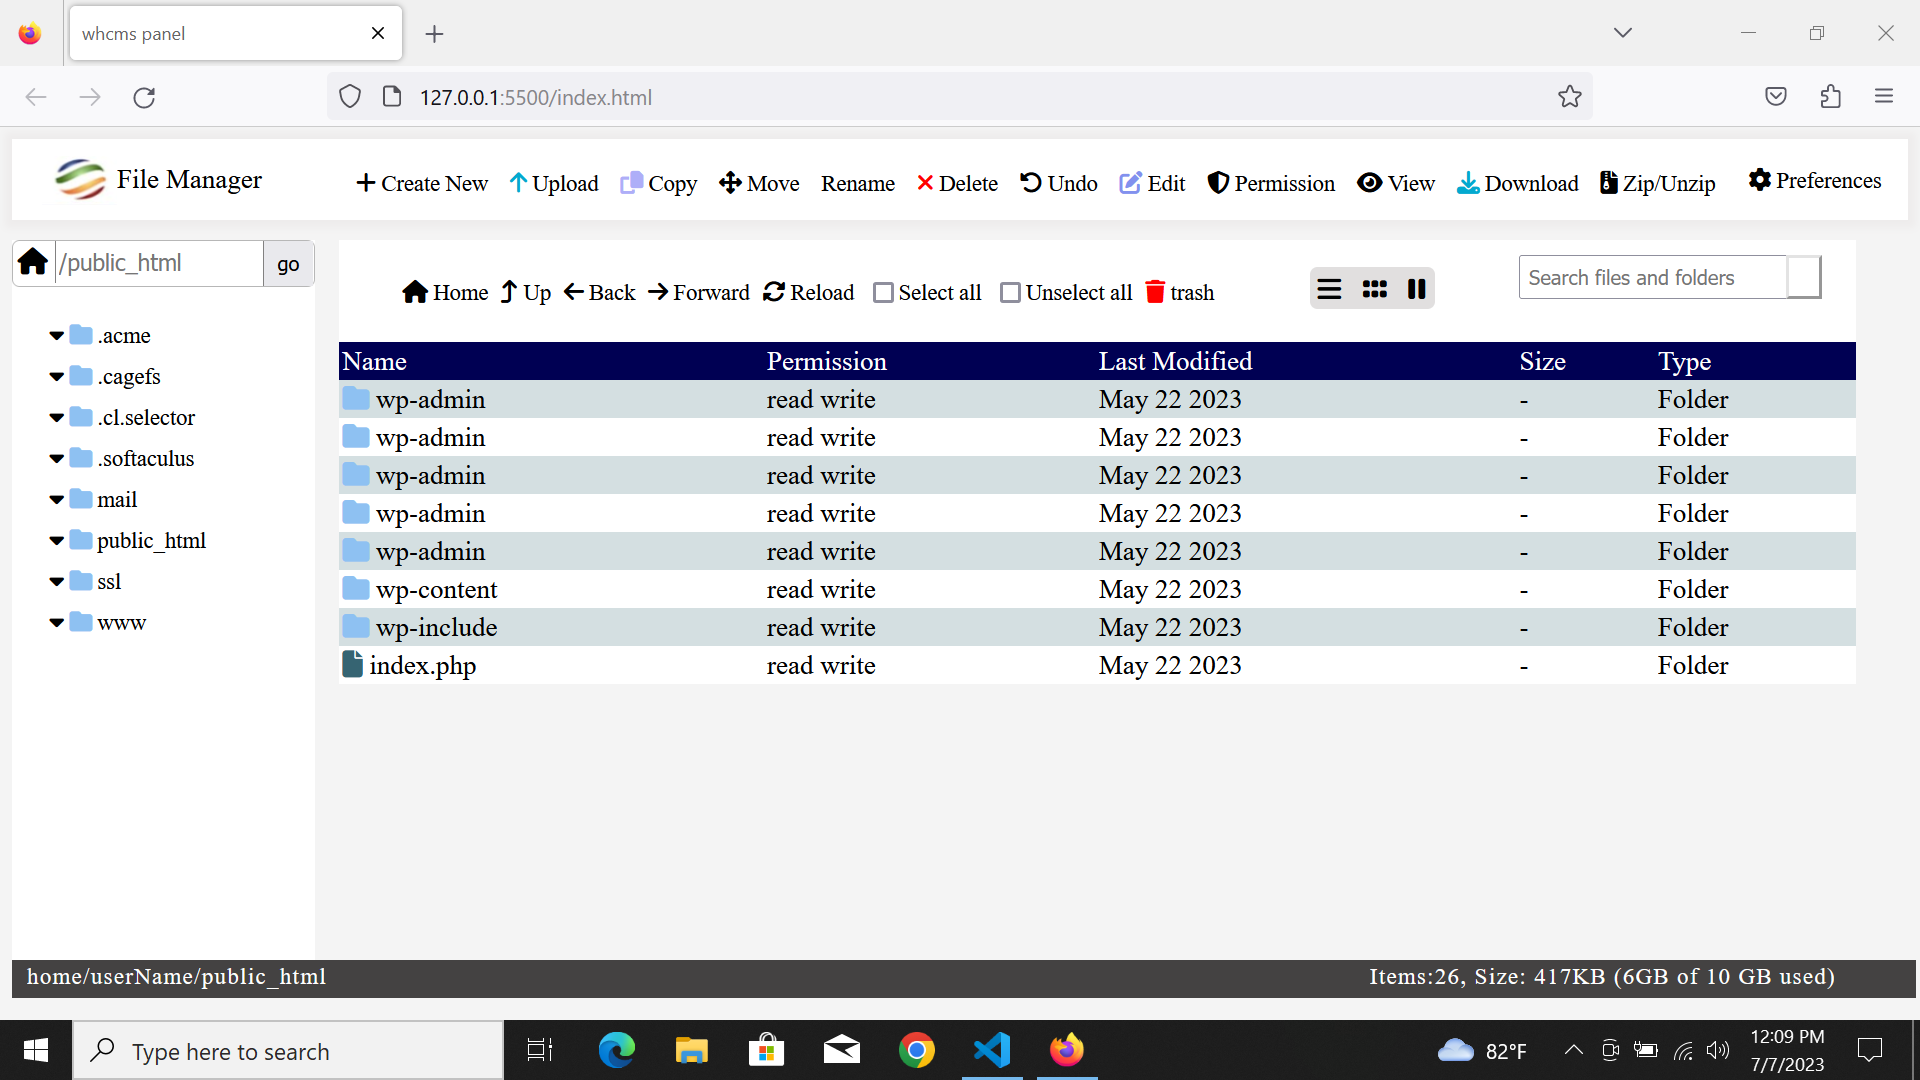 whcms panel
127.0.0.1:5500/index.html
File Manager
Create New Upload Copy Move Rename Delete Undo Edit Permission View Download Zip/Unzip Preferences
/public_html go
Home Up Back Forward Reload Select all Unselect all trash
Search files and folders
.acme
.cagefs
.cl.selector
.softaculus
mail
public_html
ssl
www
Name Permission Last Modified Size Type
wp-admin read write May 22 2023 - Folder
wp-admin read write May 22 2023 - Folder
wp-admin read write May 22 2023 - Folder
wp-admin read write May 22 2023 - Folder
wp-admin read write May 22 2023 - Folder
wp-content read write May 22 2023 - Folder
wp-include read write May 22 2023 - Folder
index.php read write May 22 2023 - Folder
home/userName/public_html Items:26, Size: 417KB (6GB of 10 GB used)
Type here to search
82°F
12:09 PM
7/7/2023